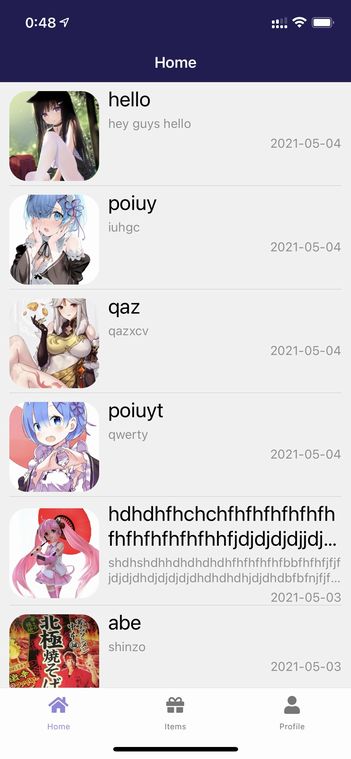 0:48
Home
hello
hey guys hello
2021-05-04
poiuy
iuhgc
2021-05-04
qaz
qazxcv
2021-05-04
poiuyt
qwerty
2021-05-04
hdhdhfhchchfhfhfhfhfhfhfh
fhfhfhfhfhfhfhhfjdjdjdjdjjdj...
2021-05-03
abe
shinzo
北極
焼そば
2021-05-03
Home
Items
Profile